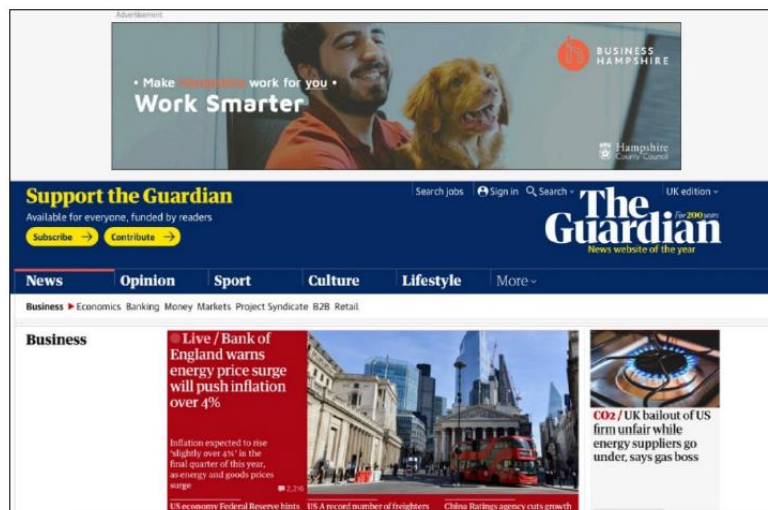 Advertisement
• Make Hampshire work for you •
Work Smarter
BUSINESS
HAMPSHIRE
Hampshire
County Council
Support the Guardian
Available for everyone, funded by readers
Subscribe → Contribute →
Search jobs Sign in Search UK edition
The
Guardian
For 200 years
News website of the year
News Opinion Sport Culture Lifestyle More
Business ▶ Economics Banking Money Markets Project Syndicate B2B Retail
Business
Live / Bank of
England warns
energy price surge
will push inflation
over 4%
Inflation expected to rise
‘slightly over 4%’ in the
final quarter of this year,
as energy and goods prices
surge
2,216
CO2 / UK bailout of US
firm unfair while
energy suppliers go
under, says gas boss
US economy Federal Reserve hints
US A record number of freighters
China Ratings agency cuts growth